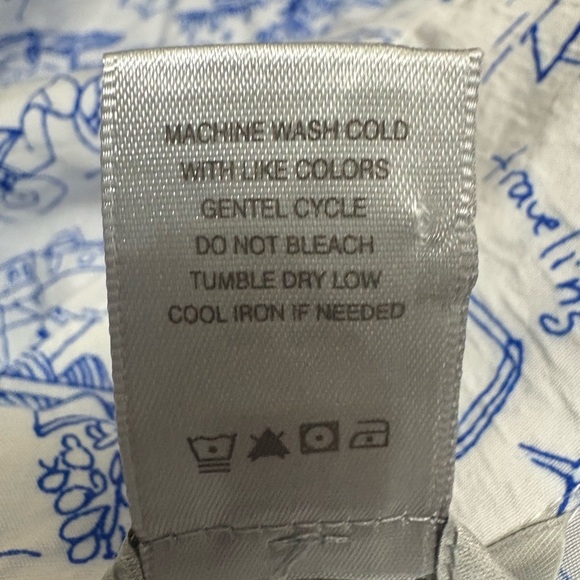 MACHINE WASH COLD
WITH LIKE COLORS
GENTEL CYCLE
DO NOT BLEACH
TUMBLE DRY LOW
COOL IRON IF NEEDED
traveling